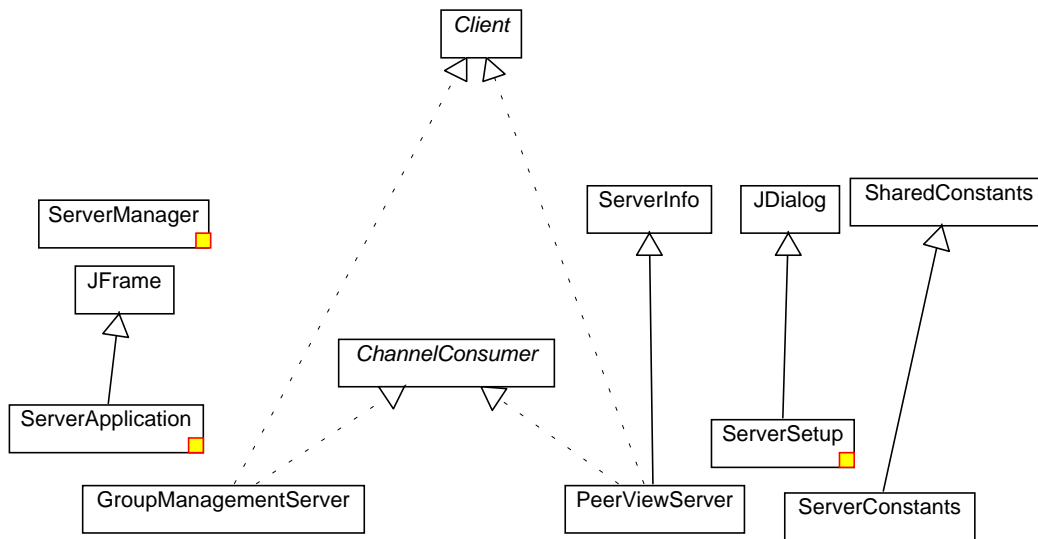 Client
ServerInfo
JDialog
SharedConstants
ServerManager
JFrame
ChannelConsumer
ServerApplication
ServerSetup
GroupManagementServer
PeerViewServer
ServerConstants